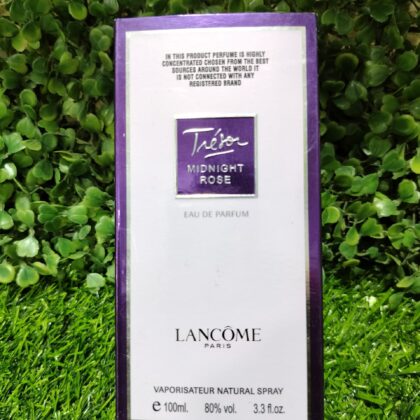 IN THIS PRODUCT PERFUME IS HIGHLY
CONCENTRATED CHOSEN FROM THE BEST
SOURCES AROUND THE WORLD IT
IS NOT CONNECTED WITH ANY
REGISTERED BRAND
Trésor
MIDNIGHT
ROSE
EAU DE PARFUM
LANCÔME
PARIS
VAPORISATEUR NATURAL SPRAY
e 100ml. 80% vol. 3.3 fl.oz.